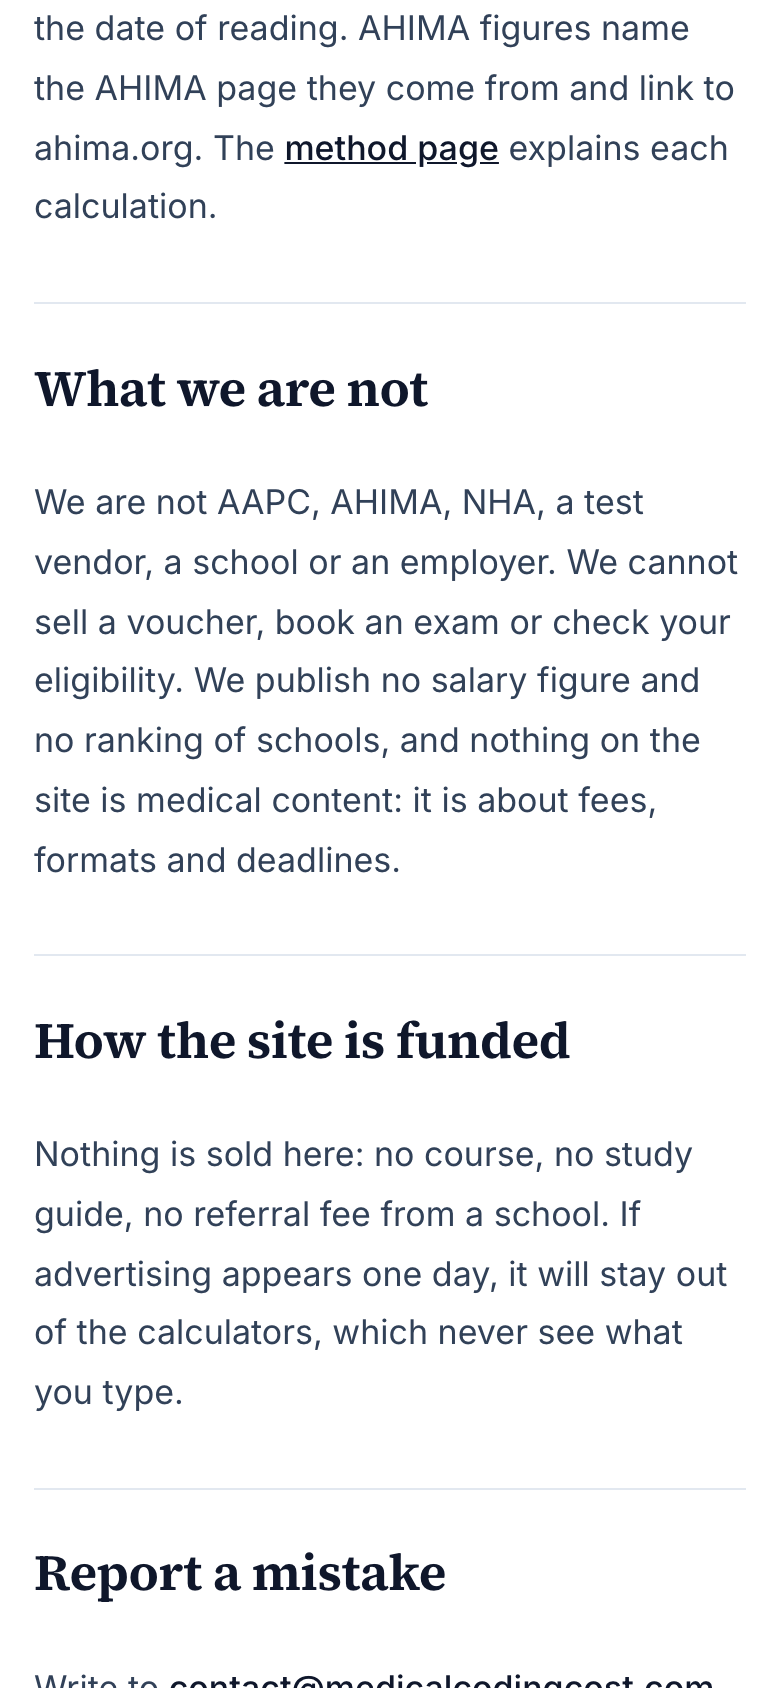 the date of reading. AHIMA figures name
the AHIMA page they come from and link to
ahima.org. The method page explains each
calculation.
What we are not
We are not AAPC, AHIMA, NHA, a test
vendor, a school or an employer. We cannot
sell a voucher, book an exam or check your
eligibility. We publish no salary figure and
no ranking of schools, and nothing on the
site is medical content: it is about fees,
formats and deadlines.
How the site is funded
Nothing is sold here: no course, no study
guide, no referral fee from a school. If
advertising appears one day, it will stay out
of the calculators, which never see what
you type.
Report a mistake
Write to contact@medicalcodingcost.com